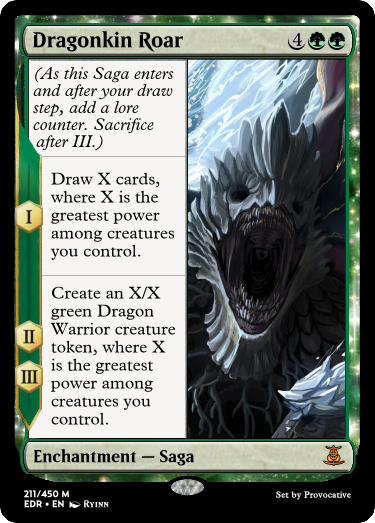 Dragonkin Roar 4
(As this Saga enters
and after your draw
step, add a lore
counter. Sacrifice
after III.)
I
Draw X cards,
where X is the
greatest power
among creatures
you control.
II
III
Create an X/X
green Dragon
Warrior creature
token, where X
is the greatest
power among
creatures you
control.
Enchantment — Saga
211/450 M
EDR • EN Ryinn
Set by Provocative